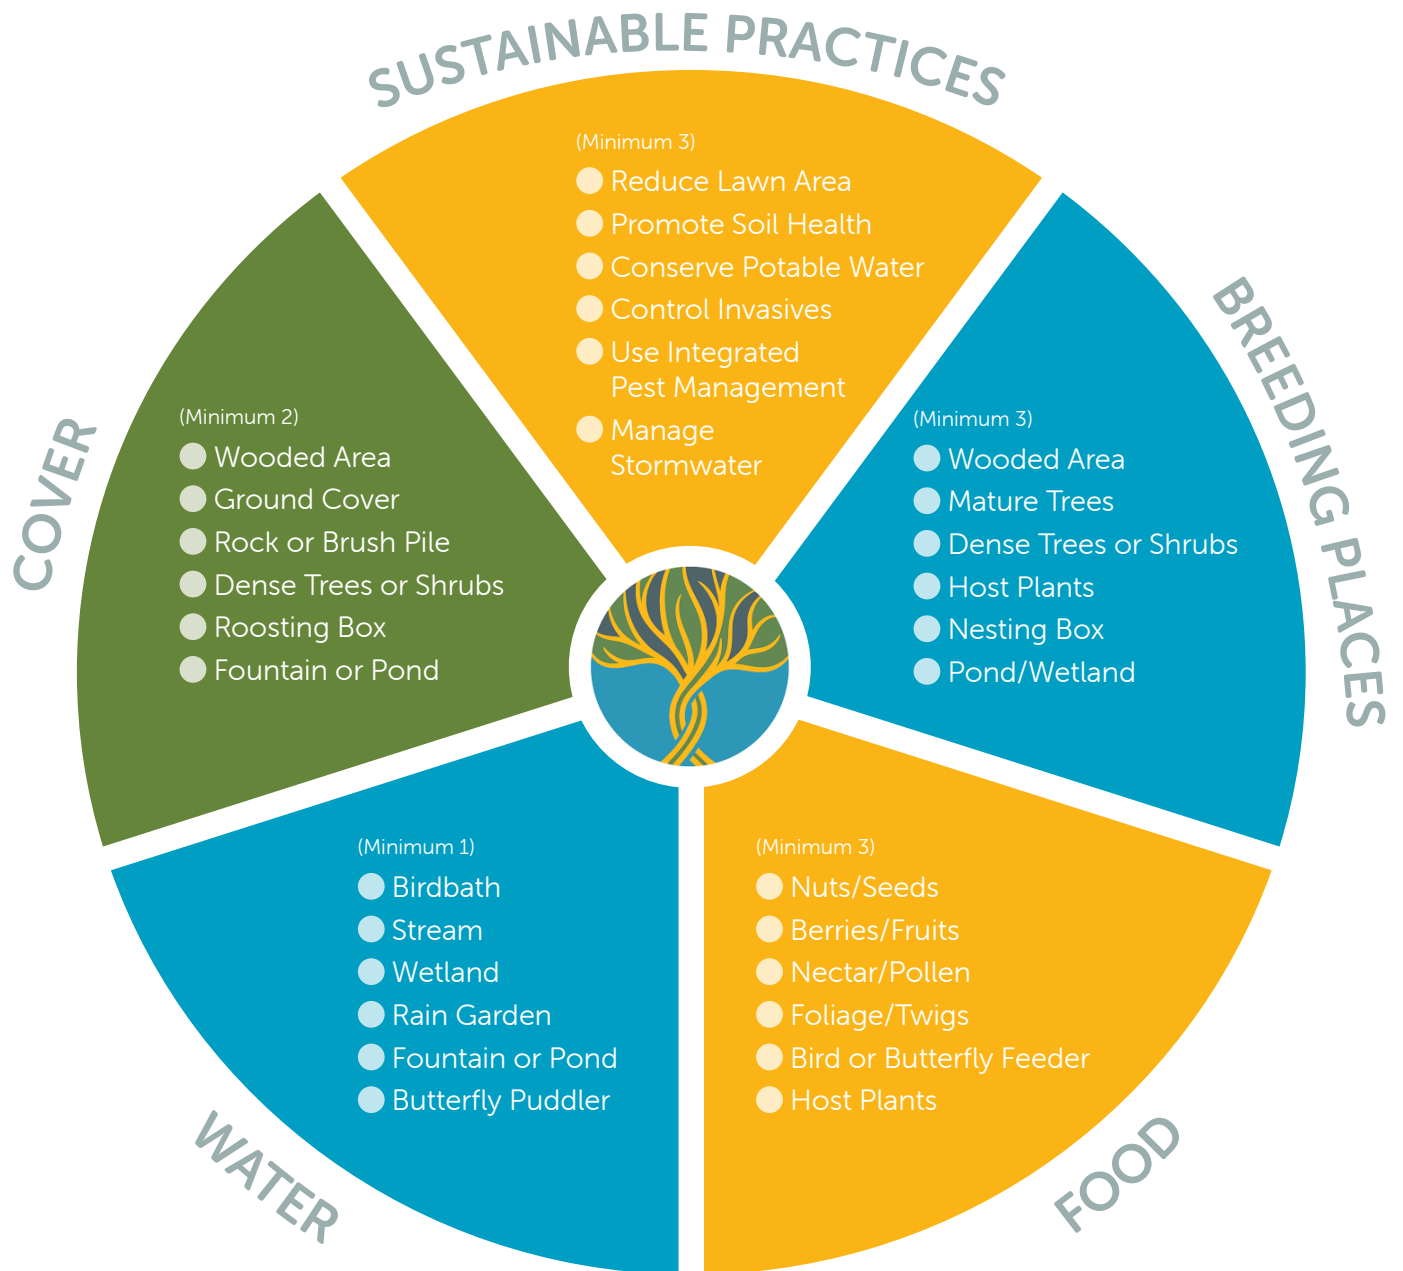 SUSTAINABLE PRACTICES
(Minimum 3)
Reduce Lawn Area
Promote Soil Health
Conserve Potable Water
Control Invasives
Use Integrated
Pest Management
Manage
Stormwater
BREEDING PLACES
(Minimum 3)
Wooded Area
Mature Trees
Dense Trees or Shrubs
Host Plants
Nesting Box
Pond/Wetland
FOOD
(Minimum 3)
Nuts/Seeds
Berries/Fruits
Nectar/Pollen
Foliage/Twigs
Bird or Butterfly Feeder
Host Plants
WATER
(Minimum 1)
Birdbath
Stream
Wetland
Rain Garden
Fountain or Pond
Butterfly Puddler
COVER
(Minimum 2)
Wooded Area
Ground Cover
Rock or Brush Pile
Dense Trees or Shrubs
Roosting Box
Fountain or Pond